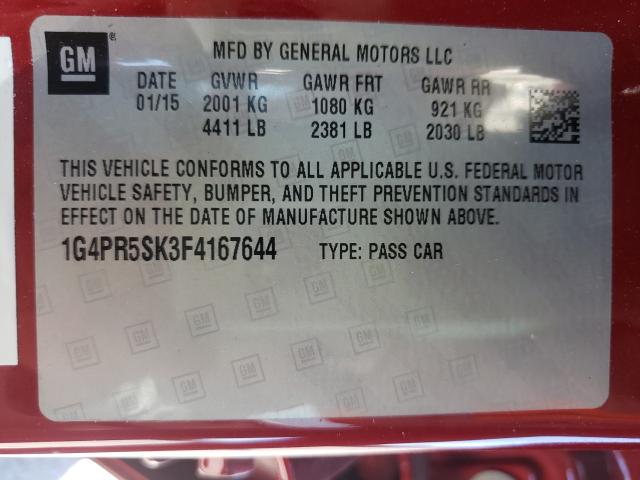 GM ® MFD BY GENERAL MOTORS LLC
DATE GVWR GAWR FRT GAWR RR
01/15 2001 KG 1080 KG 921 KG
4411 LB 2381 LB 2030 LB
THIS VEHICLE CONFORMS TO ALL APPLICABLE U.S. FEDERAL MOTOR
VEHICLE SAFETY, BUMPER, AND THEFT PREVENTION STANDARDS IN
EFFECT ON THE DATE OF MANUFACTURE SHOWN ABOVE.
1G4PR5SK3F4167644 TYPE: PASS CAR